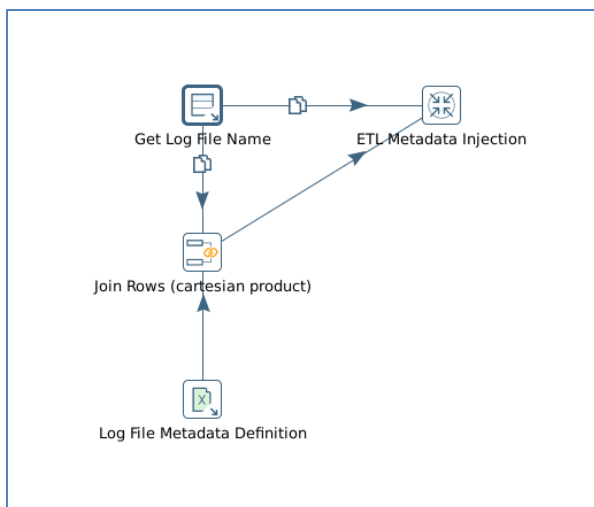 Get Log File Name
ETL Metadata Injection
Join Rows (cartesian product)
X
Log File Metadata Definition